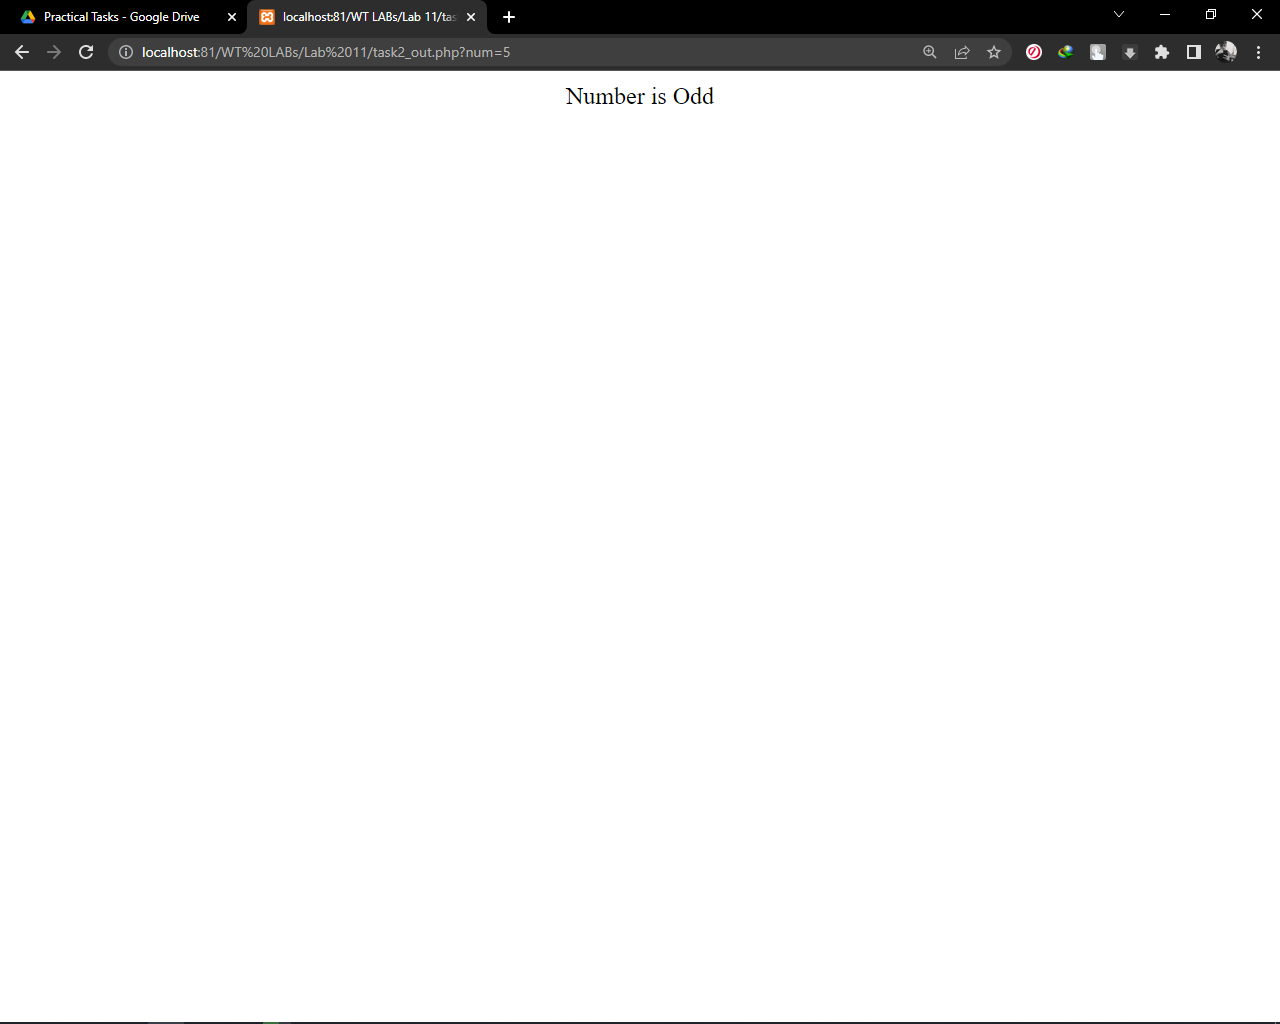 Practical Tasks - Google Drive
localhost:81/WT LABs/Lab 11/tas
localhost:81/WT%20LABs/Lab%2011/task2_out.php?num=5
Number is Odd